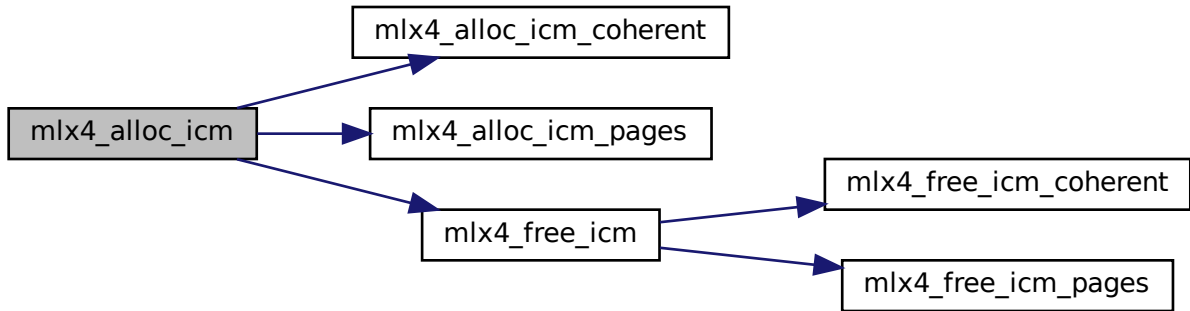 mlx4_alloc_icm_coherent
mlx4_alloc_icm
mlx4_alloc_icm_pages
mlx4_free_icm_coherent
mlx4_free_icm
mlx4_free_icm_pages